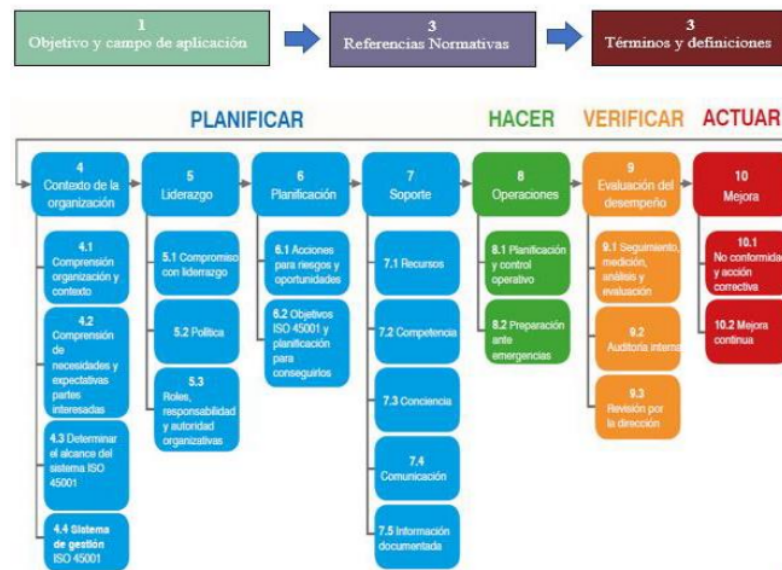 1
Objetivo y campo de aplicación
3
Referencias Normativas
3
Términos y definiciones
PLANIFICAR
HACER
VERIFICAR
ACTUAR
4
Contexto de la
organización
5
Liderazgo
6
Planificación
7
Soporte
8
Operaciones
9
Evaluación del
desempeño
10
Mejora
4.1
Comprensión
organización y
contexto
4.2
Comprensión
de
necesidades y
expectativas
partes
interesadas
4.3 Determinar
el alcance del
sistema ISO
45001
4.4 Sistema
de gestión
ISO 45001
5.1 Compromiso
con liderazgo
5.2 Política
5.3
Roles,
responsabilidad
y autoridad
organizativas
6.1 Acciones
para riesgos y
oportunidades
6.2 Objetivos
ISO 45001 y
planificación
para
conseguirlos
7.1 Recursos
7.2 Competencia
7.3 Conciencia
7.4
Comunicación
7.5 Información
documentada
8.1 Planificación
y control
operativo
8.2 Preparación
ante
emergencias
9.1 Seguimiento,
medición,
análisis y
evaluación
9.2
Auditoría interna
9.3
Revisión por
la dirección
10.1
No conformidad
y acción
correctiva
10.2 Mejora
continua